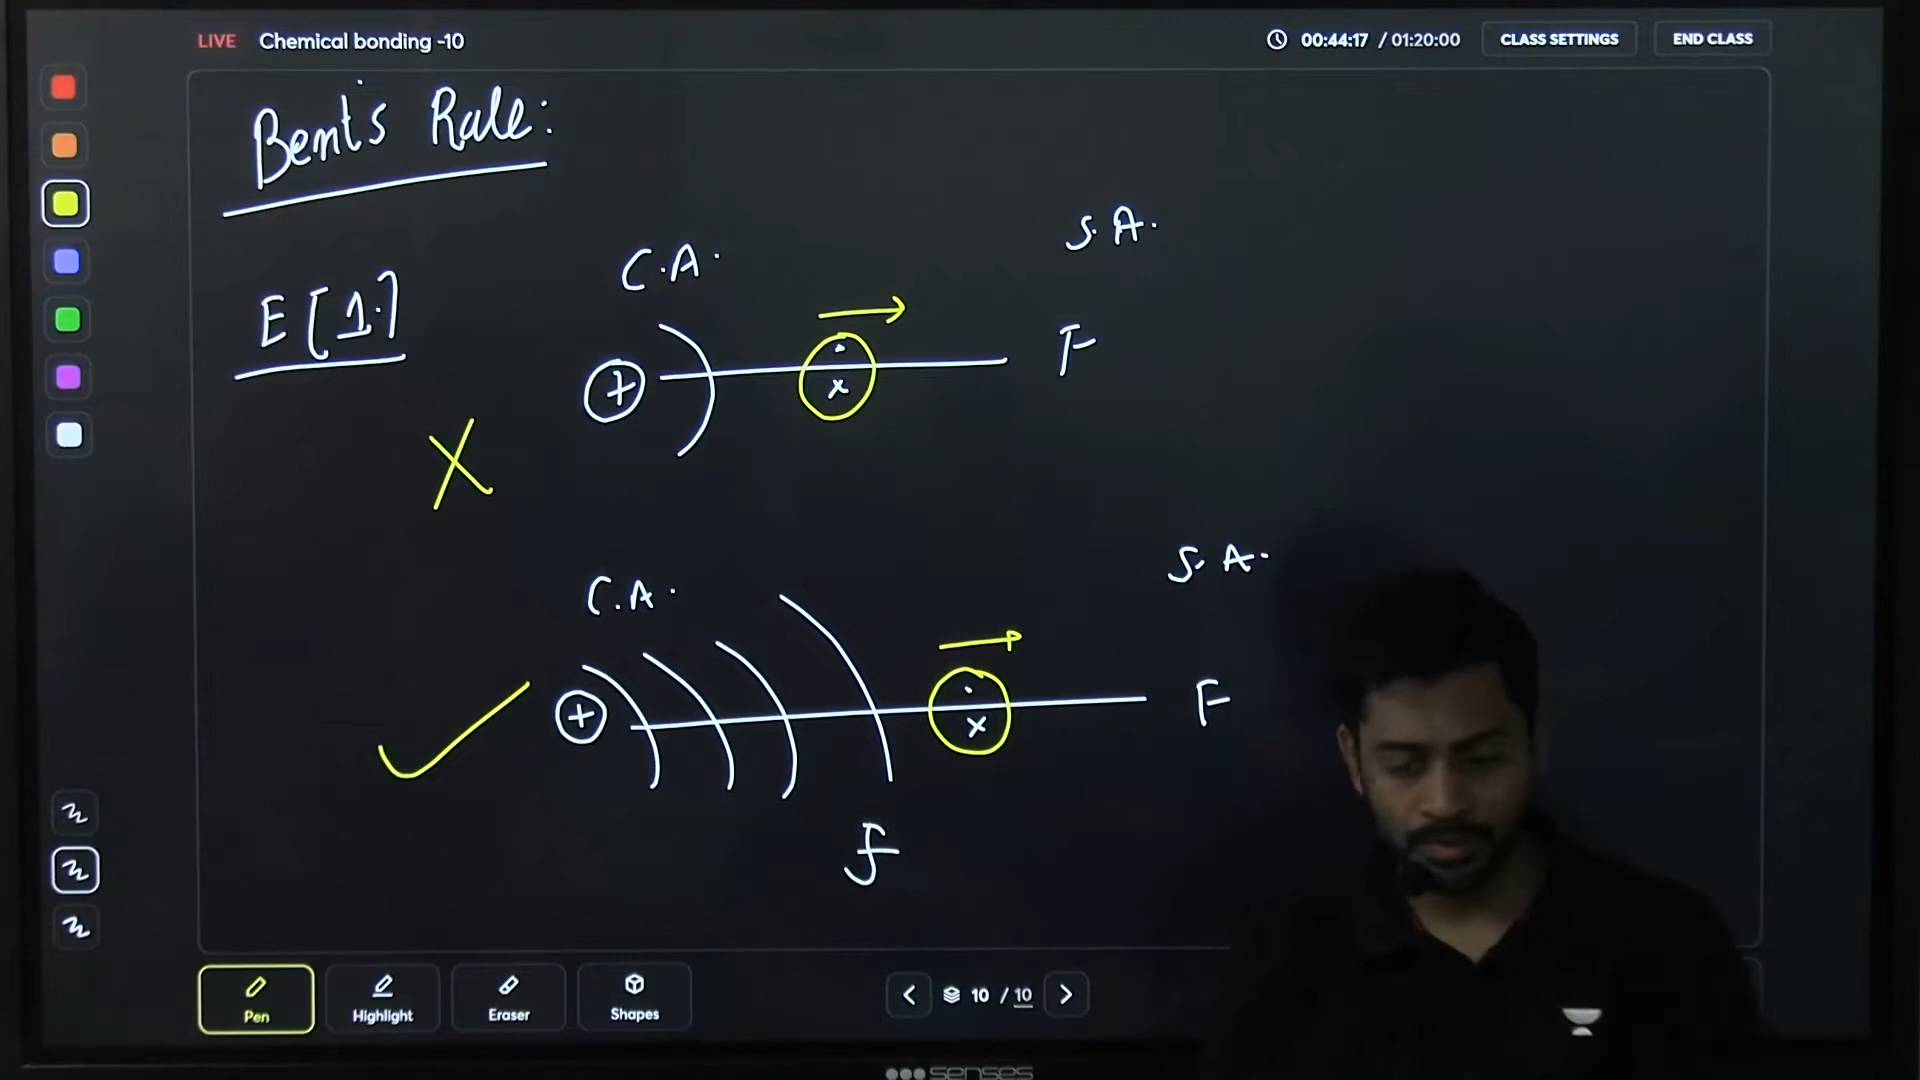 LIVE Chemical bonding -10
00:44:17 / 01:20:00 CLASS SETTINGS END CLASS
Bent's Rule:
S.A.
C.A.
E[1.]
+ . x F
X
S.A.
C.A.
+ . x F
f
Pen Highlight Eraser Shapes
10 / 10
senses